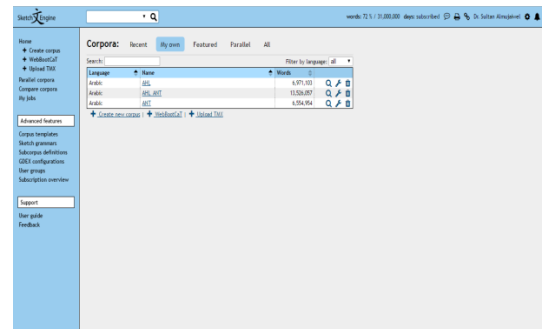 Sketch Engine
words: 72 % / 31,000,000 days subscribed Dr. Sultan Almujaiwel
Home
Create corpus
WebBootCaT
Upload TMX
Parallel corpora
Compare corpora
My jobs
Advanced features
Corpus templates
Sketch grammars
Subcorpus definitions
GDEX configurations
User groups
Subscription overview
Support
User guide
Feedback
Corpora: Recent My own Featured Parallel All
Search: Filter by language: all
Language Name Words
Arabic AML 6,971,103
Arabic AML_AMT 13,526,057
Arabic AMT 6,554,954
Create new corpus | WebBootCaT | Upload TMX